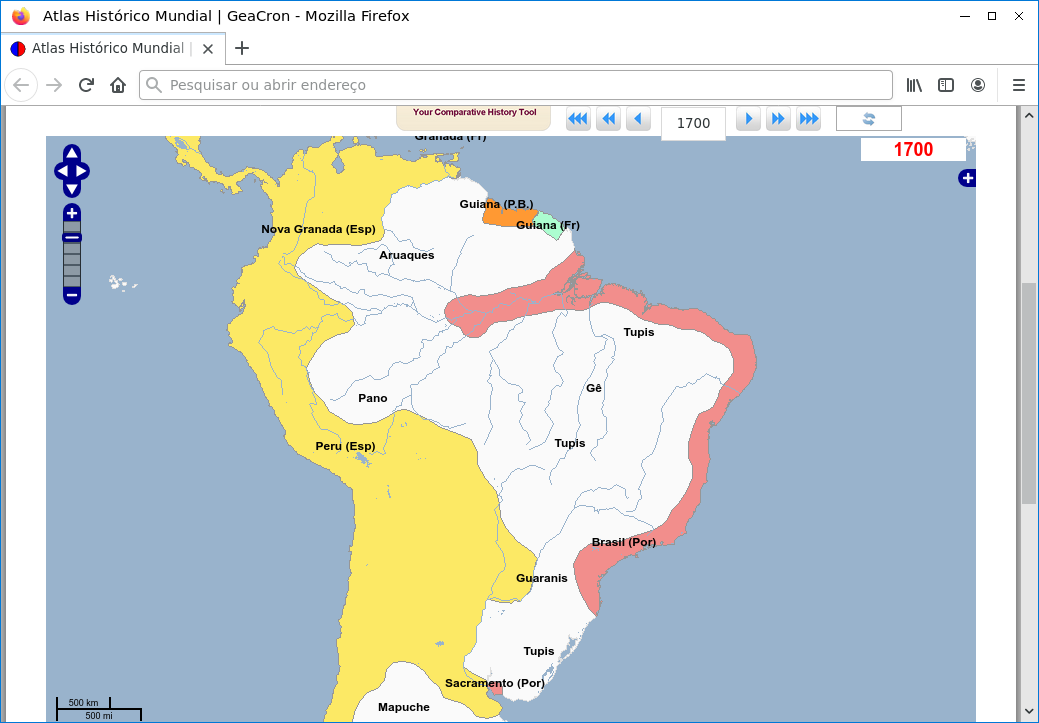 Atlas Histórico Mundial | GeaCron - Mozilla Firefox
Atlas Histórico Mundial |
Pesquisar ou abrir endereço
Your Comparative History Tool
1700
1700
Granada (Fr)
Guiana (P.B.)
Guiana (Fr)
Nova Granada (Esp)
Aruaques
Tupis
Gê
Pano
Tupis
Peru (Esp)
Brasil (Por)
Guaranis
Tupis
Sacramento (Por)
Mapuche
500 km
500 mi